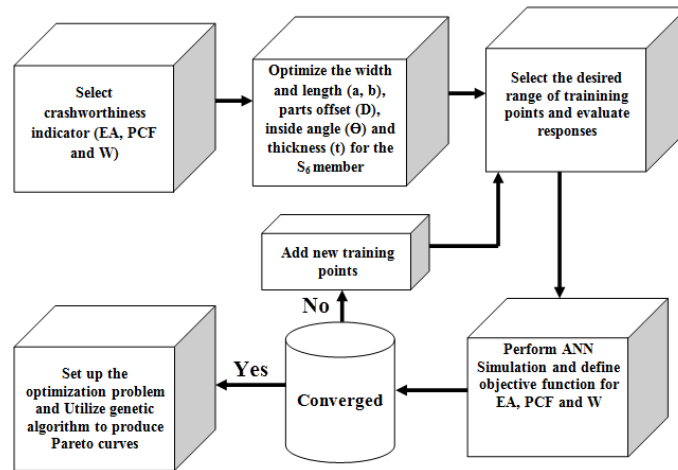 Select
crashworthiness
indicator (EA, PCF
and W)
Optimize the width
and length (a, b),
parts offset (D),
inside angle (Ɵ) and
thickness (t) for the
S₆ member
Select the desired
range of trainining
points and evaluate
responses
Add new training
points
No
Perform ANN
Simulation and define
objective function for
EA, PCF and W
Converged
Yes
Set up the
optimization problem
and Utilize genetic
algorithm to produce
Pareto curves